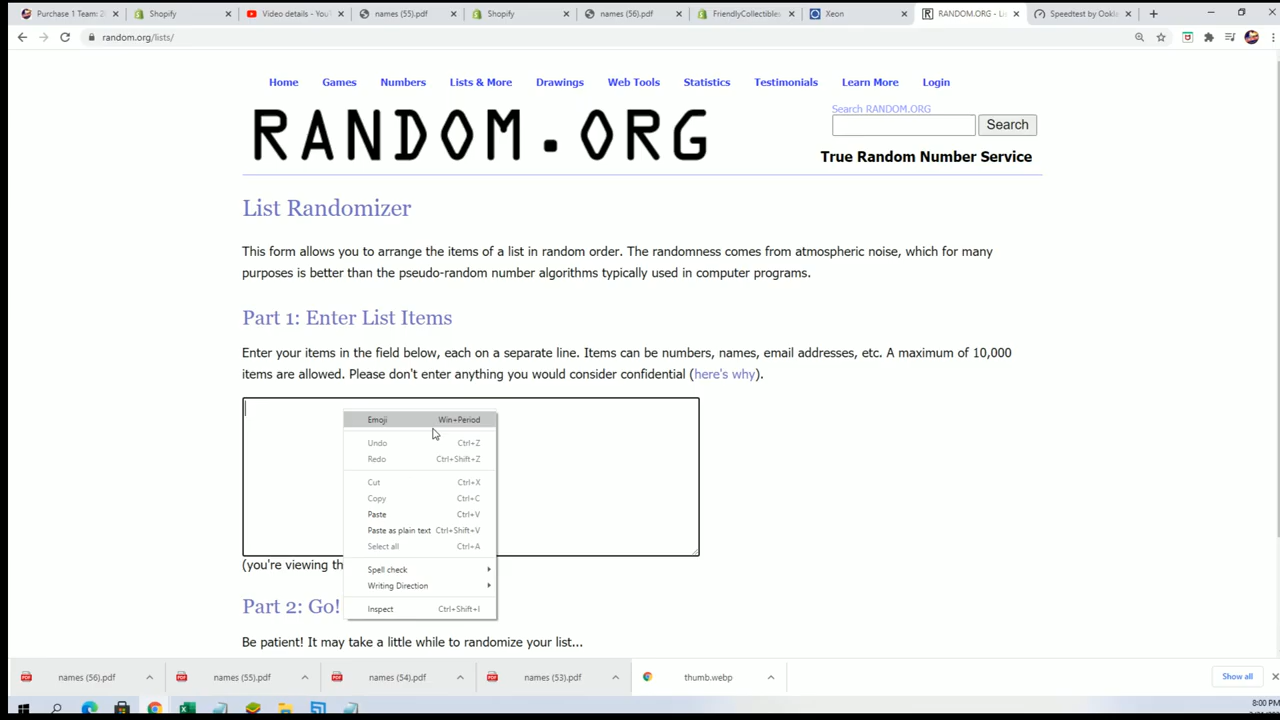 Purchase 1 Team: 2
Shopify
Video details - You
names (55).pdf
Shopify
names (56).pdf
FriendlyCollectibles
Xeon
RANDOM.ORG - Li
Speedtest by Ookla
random.org/lists/
Home
Games
Numbers
Lists & More
Drawings
Web Tools
Statistics
Testimonials
Learn More
Login
RANDOM.ORG
Search RANDOM.ORG
Search
True Random Number Service
List Randomizer
This form allows you to arrange the items of a list in random order. The randomness comes from atmospheric noise, which for many
purposes is better than the pseudo-random number algorithms typically used in computer programs.
Part 1: Enter List Items
Enter your items in the field below, each on a separate line. Items can be numbers, names, email addresses, etc. A maximum of 10,000
items are allowed. Please don't enter anything you would consider confidential (here's why).
Emoji Win+Period
Undo Ctrl+Z
Redo Ctrl+Shift+Z
Cut Ctrl+X
Copy Ctrl+C
Paste Ctrl+V
Paste as plain text Ctrl+Shift+V
Select all Ctrl+A
Spell check
Writing Direction
Inspect Ctrl+Shift+I
(you're viewing th
Part 2: Go!
Be patient! It may take a little while to randomize your list...
names (56).pdf
names (55).pdf
names (54).pdf
names (53).pdf
thumb.webp
Show all
8:00 PM